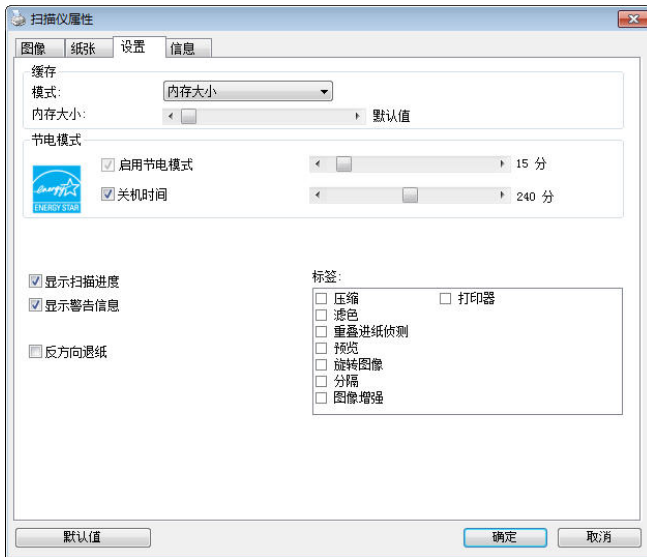 扫描仪属性
图像 纸张 设置 信息
缓存
模式: 内存大小
内存大小: 默认值
节电模式
启用节电模式 15 分
关机时间 240 分
energy
ENERGY STAR
显示扫描进度
显示警告信息
反方向退纸
标签:
压缩 打印器
滤色
重叠进纸侦测
预览
旋转图像
分隔
图像增强
默认值 确定 取消